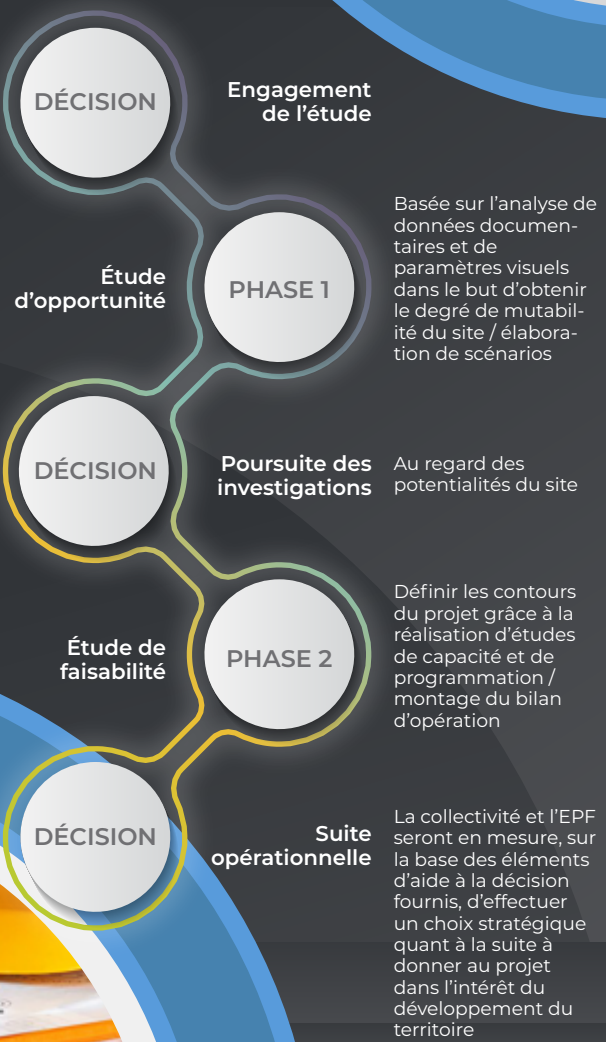 DÉCISION
Engagement
de l’étude
Étude
d’opportunité
PHASE 1
Basée sur l’analyse de
données documen-
taires et de
paramètres visuels
dans le but d’obtenir
le degré de mutabil-
ité du site / élabora-
tion de scénarios
DÉCISION
Poursuite des
investigations
Au regard des
potentialités du site
Étude de
faisabilité
PHASE 2
Définir les contours
du projet grâce à la
réalisation d’études
de capacité et de
programmation /
montage du bilan
d’opération
DÉCISION
Suite
opérationnelle
La collectivité et l’EPF
seront en mesure, sur
la base des éléments
d’aide à la décision
fournis, d’effectuer
un choix stratégique
quant à la suite à
donner au projet
dans l’intérêt du
développement du
territoire